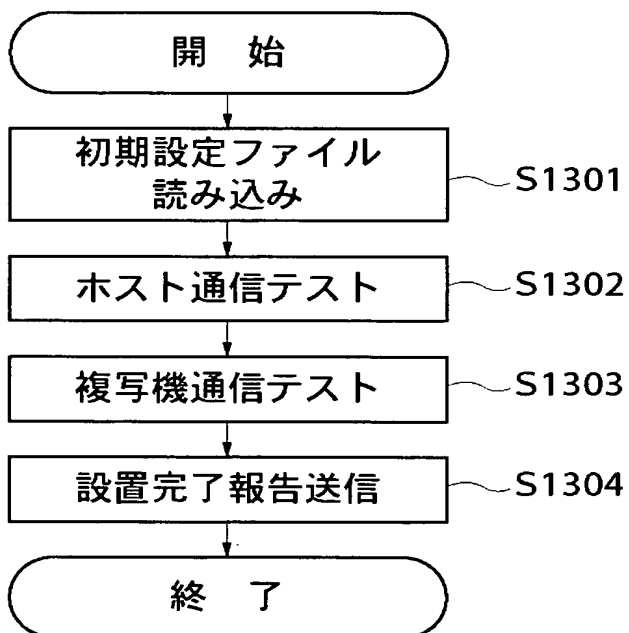 開　始
初期設定ファイル
読み込み
S1301
ホスト通信テスト
S1302
複写機通信テスト
S1303
設置完了報告送信
S1304
終　了